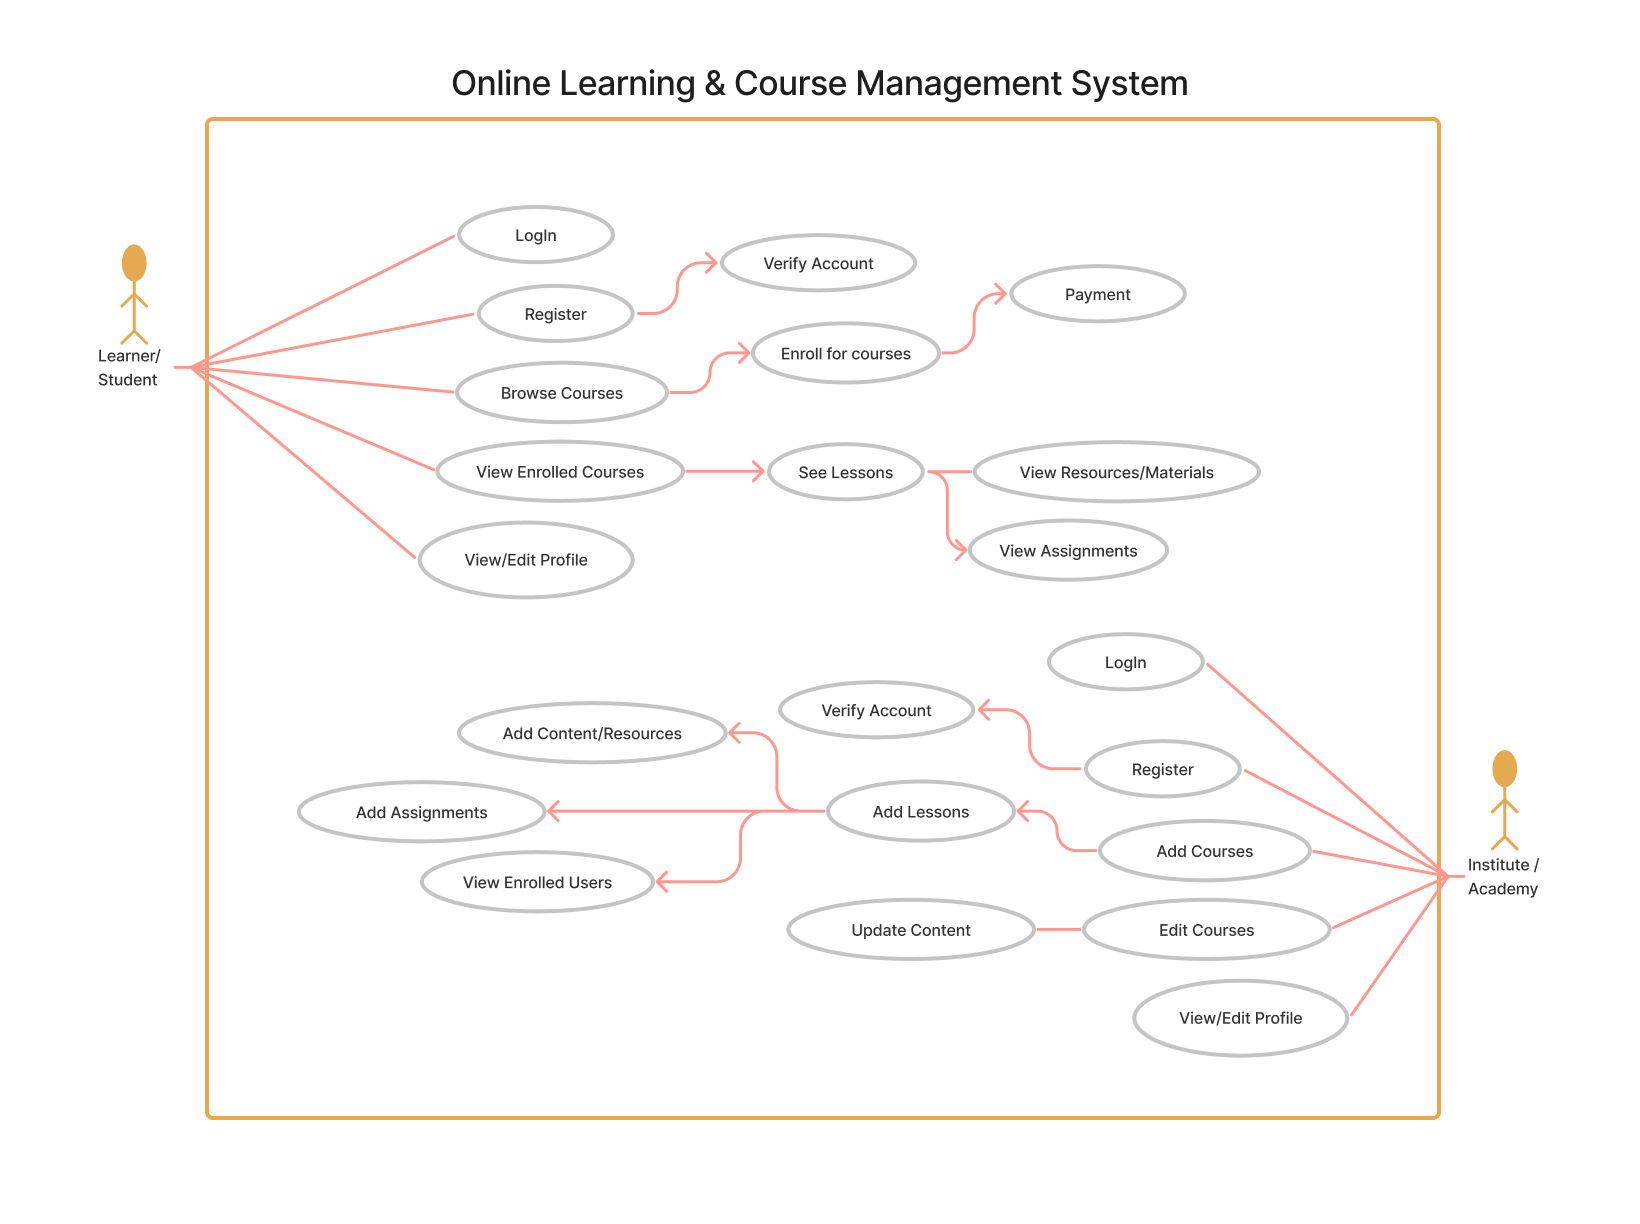 Online Learning & Course Management System
LogIn
Register
Verify Account
Payment
Enroll for courses
Learner/
Student
Browse Courses
View Enrolled Courses
See Lessons
View Resources/Materials
View Assignments
View/Edit Profile
LogIn
Verify Account
Add Content/Resources
Register
Add Assignments
Add Lessons
Add Courses
Institute /
Academy
View Enrolled Users
Update Content
Edit Courses
View/Edit Profile